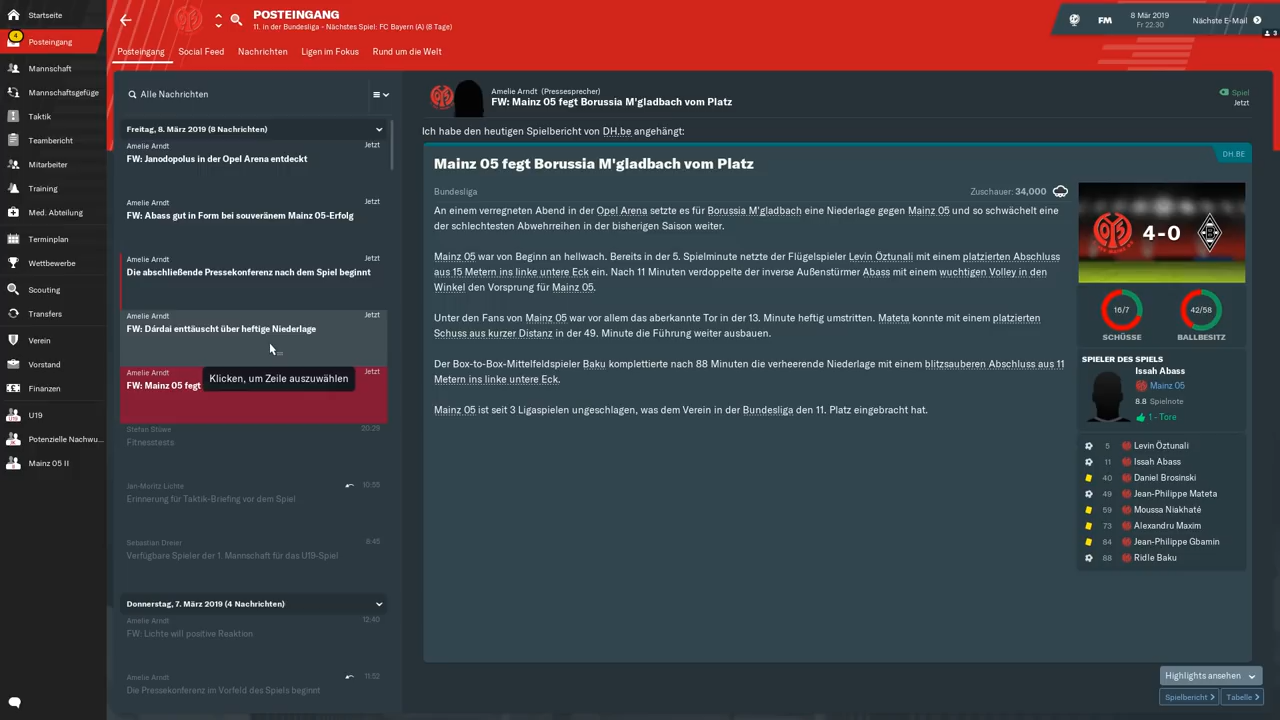 Startseite
4
Posteingang
Mannschaft
Mannschaftsgefüge
Taktik
Teambericht
Mitarbeiter
Training
Med. Abteilung
Terminplan
Wettbewerbe
Scouting
Transfers
Verein
Vorstand
Finanzen
U19
Potenzielle Nachwu...
Mainz 05 II
POSTEINGANG
11. in der Bundesliga - Nächstes Spiel: FC Bayern (A) (8 Tage)
FM
8 Mär 2019
Fr 22:30
Nächste E-Mail
3
Posteingang
Social Feed
Nachrichten
Ligen im Fokus
Rund um die Welt
Alle Nachrichten
Freitag, 8. März 2019 (8 Nachrichten)
Amelie Arndt
Jetzt
FW: Janodopolus in der Opel Arena entdeckt
Amelie Arndt
Jetzt
FW: Abass gut in Form bei souveränem Mainz 05-Erfolg
Amelie Arndt
Jetzt
Die abschließende Pressekonferenz nach dem Spiel beginnt
Amelie Arndt
Jetzt
FW: Dárdai enttäuscht über heftige Niederlage
Amelie Arndt
Jetzt
FW: Mainz 05 fegt
Klicken, um Zeile auszuwählen
Stefan Stüwe
20:29
Fitnesstests
Jan-Moritz Lichte
10:55
Erinnerung für Taktik-Briefing vor dem Spiel
Sebastian Dreier
8:45
Verfügbare Spieler der 1. Mannschaft für das U19-Spiel
Donnerstag, 7. März 2019 (4 Nachrichten)
Amelie Arndt
12:40
FW: Lichte will positive Reaktion
Amelie Arndt
11:52
Die Pressekonferenz im Vorfeld des Spiels beginnt
Amelie Arndt (Pressesprecher)
FW: Mainz 05 fegt Borussia M'gladbach vom Platz
Spiel
Jetzt
Ich habe den heutigen Spielbericht von DH.be angehängt:
Mainz 05 fegt Borussia M'gladbach vom Platz
DH.BE
Bundesliga
Zuschauer: 34,000
An einem verregneten Abend in der Opel Arena setzte es für Borussia M'gladbach eine Niederlage gegen Mainz 05 und so schwächelt eine
der schlechtesten Abwehrreihen in der bisherigen Saison weiter.
Mainz 05 war von Beginn an hellwach. Bereits in der 5. Spielminute netzte der Flügelspieler Levin Öztunali mit einem platzierten Abschluss
aus 15 Metern ins linke untere Eck ein. Nach 11 Minuten verdoppelte der inverse Außenstürmer Abass mit einem wuchtigen Volley in den
Winkel den Vorsprung für Mainz 05.
Unter den Fans von Mainz 05 war vor allem das aberkannte Tor in der 13. Minute heftig umstritten. Mateta konnte mit einem platzierten
Schuss aus kurzer Distanz in der 49. Minute die Führung weiter ausbauen.
Der Box-to-Box-Mittelfeldspieler Baku komplettierte nach 88 Minuten die verheerende Niederlage mit einem blitzsauberen Abschluss aus 11
Metern ins linke untere Eck.
Mainz 05 ist seit 3 Ligaspielen ungeschlagen, was dem Verein in der Bundesliga den 11. Platz eingebracht hat.
4-0
16/7
SCHÜSSE
42/58
BALLBESITZ
SPIELER DES SPIELS
Issah Abass
Mainz 05
8.8 Spielnote
1 - Tore
5 Levin Öztunali
11 Issah Abass
40 Daniel Brosinski
49 Jean-Philippe Mateta
59 Moussa Niakhaté
73 Alexandru Maxim
84 Jean-Philippe Gbamin
88 Ridle Baku
Highlights ansehen
Spielbericht
Tabelle